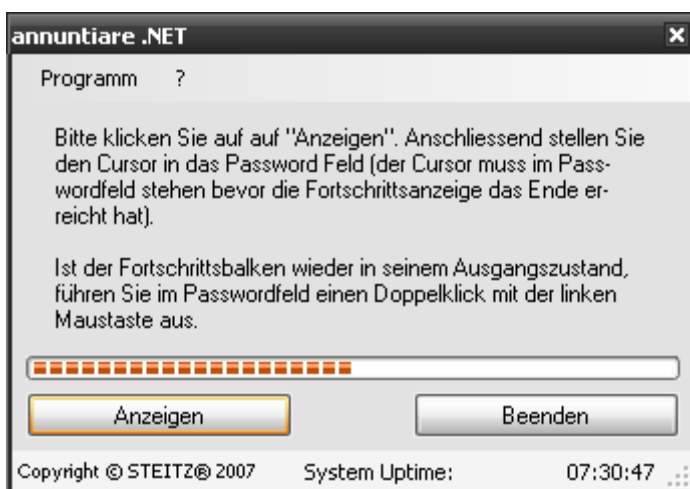 annuntiare .NET
Programm ?
Bitte klicken Sie auf auf "Anzeigen". Anschliessend stellen Sie
den Cursor in das Password Feld (der Cursor muss im Pass-
wordfeld stehen bevor die Fortschrittsanzeige das Ende er-
reicht hat).
Ist der Fortschrittsbalken wieder in seinem Ausgangszustand,
führen Sie im Passwordfeld einen Doppelklick mit der linken
Maustaste aus.
Anzeigen Beenden
Copyright © STEITZ® 2007 System Uptime: 07:30:47